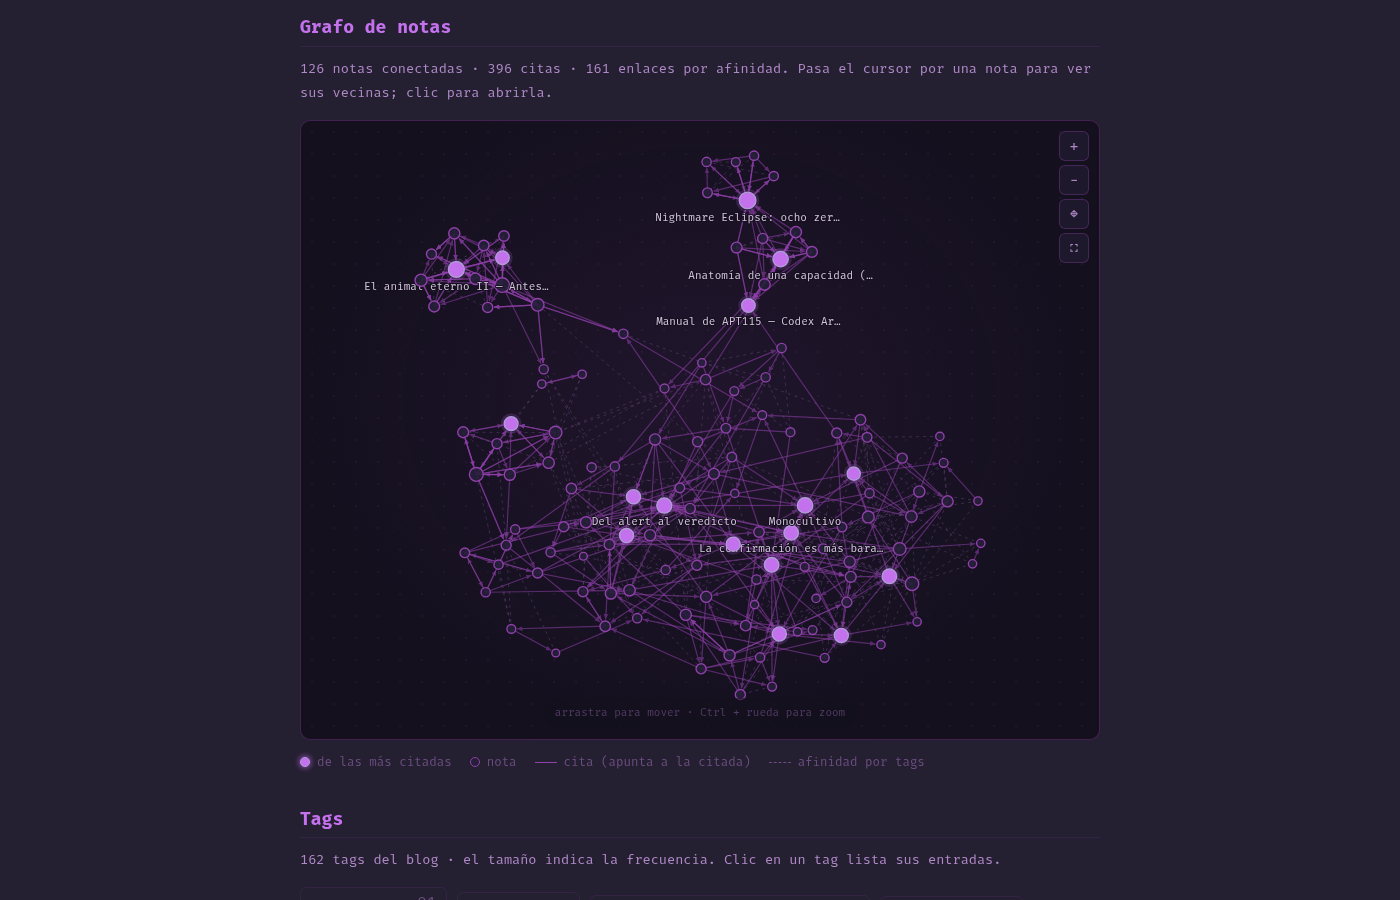 Grafo de notas
126 notas conectadas · 396 citas · 161 enlaces por afinidad. Pasa el cursor por una nota para ver
sus vecinas; clic para abrirla.
+
−
Nightmare Eclipse: ocho zer…
Anatomía de una capacidad (…
El animal eterno II — Antes…
Manual de APT115 — Codex Ar…
Del alert al veredicto
Monocultivo
La confirmación es más bara…
arrastra para mover · Ctrl + rueda para zoom
de las más citadas
nota
cita (apunta a la citada)
afinidad por tags
Tags
162 tags del blog · el tamaño indica la frecuencia. Clic en un tag lista sus entradas.